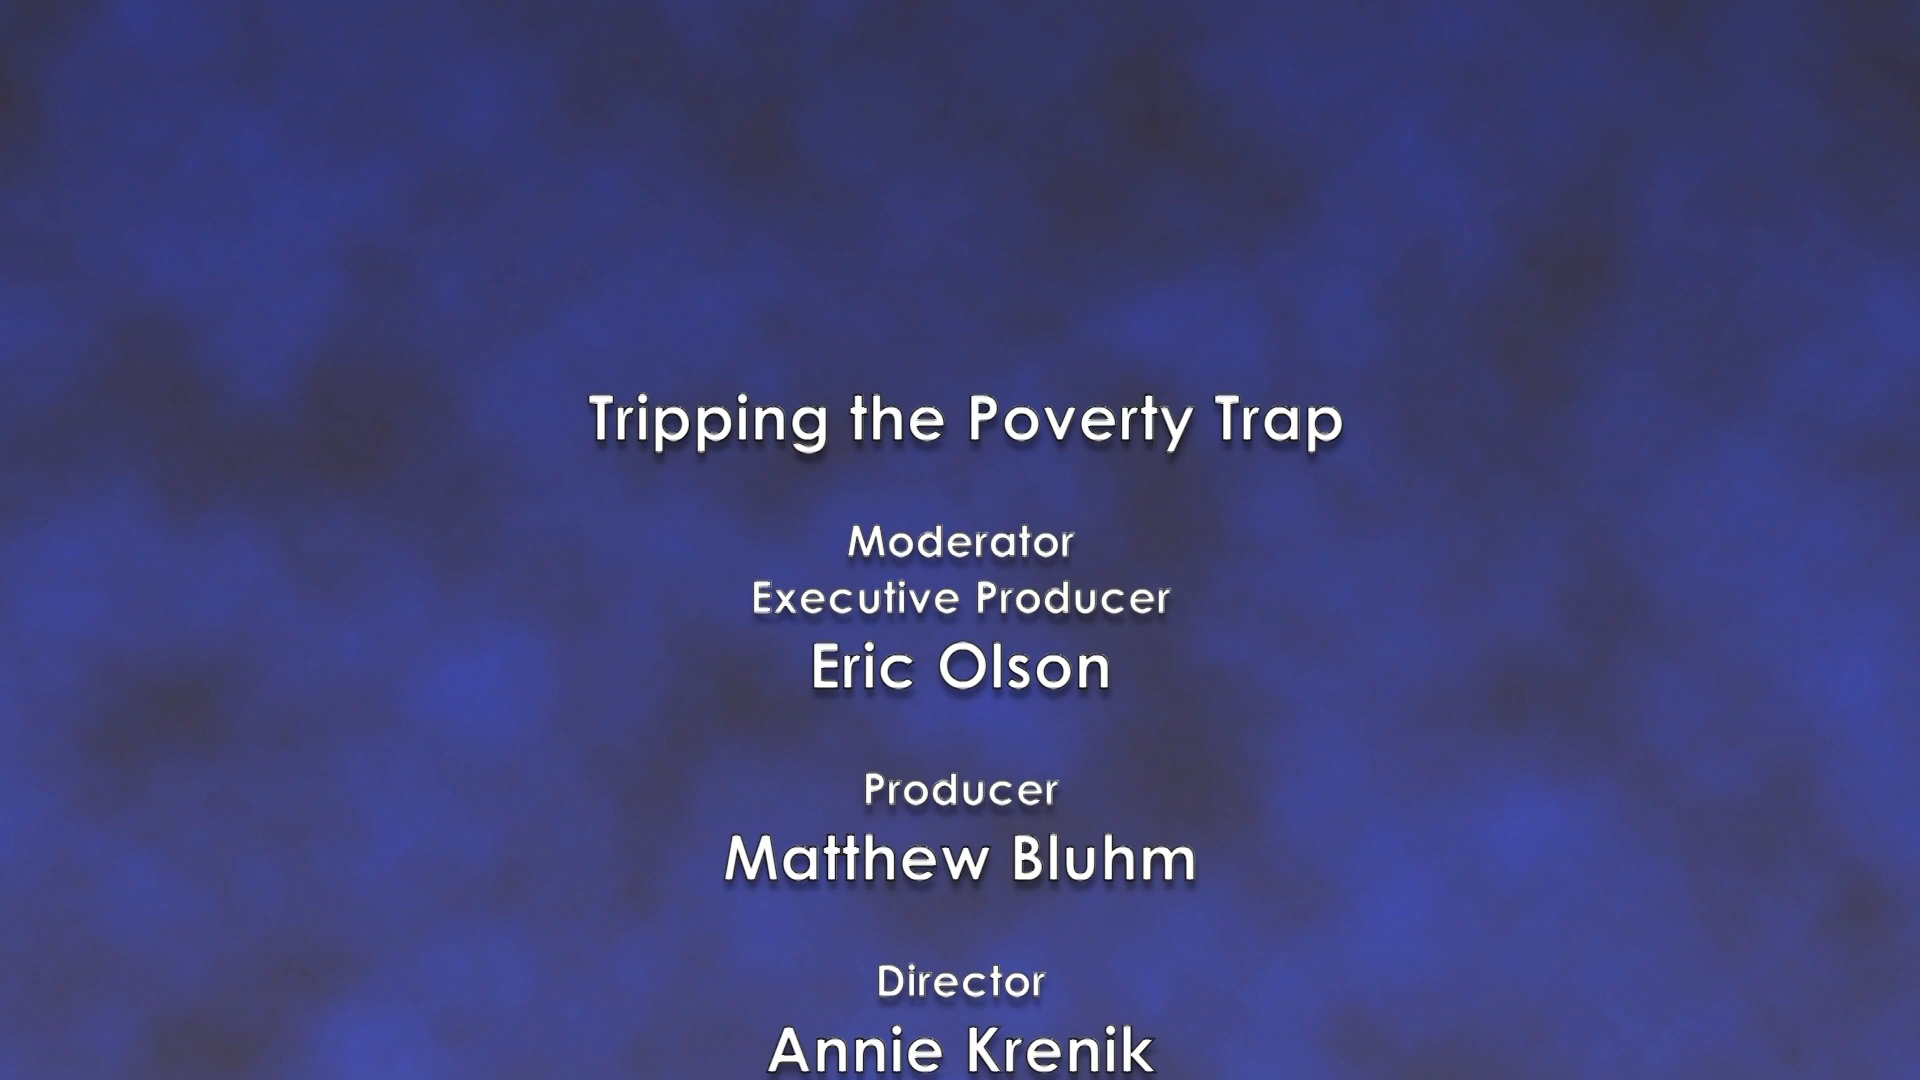 Tripping the Poverty Trap
Moderator
Executive Producer
Eric Olson
Producer
Matthew Bluhm
Director
Annie Krenik